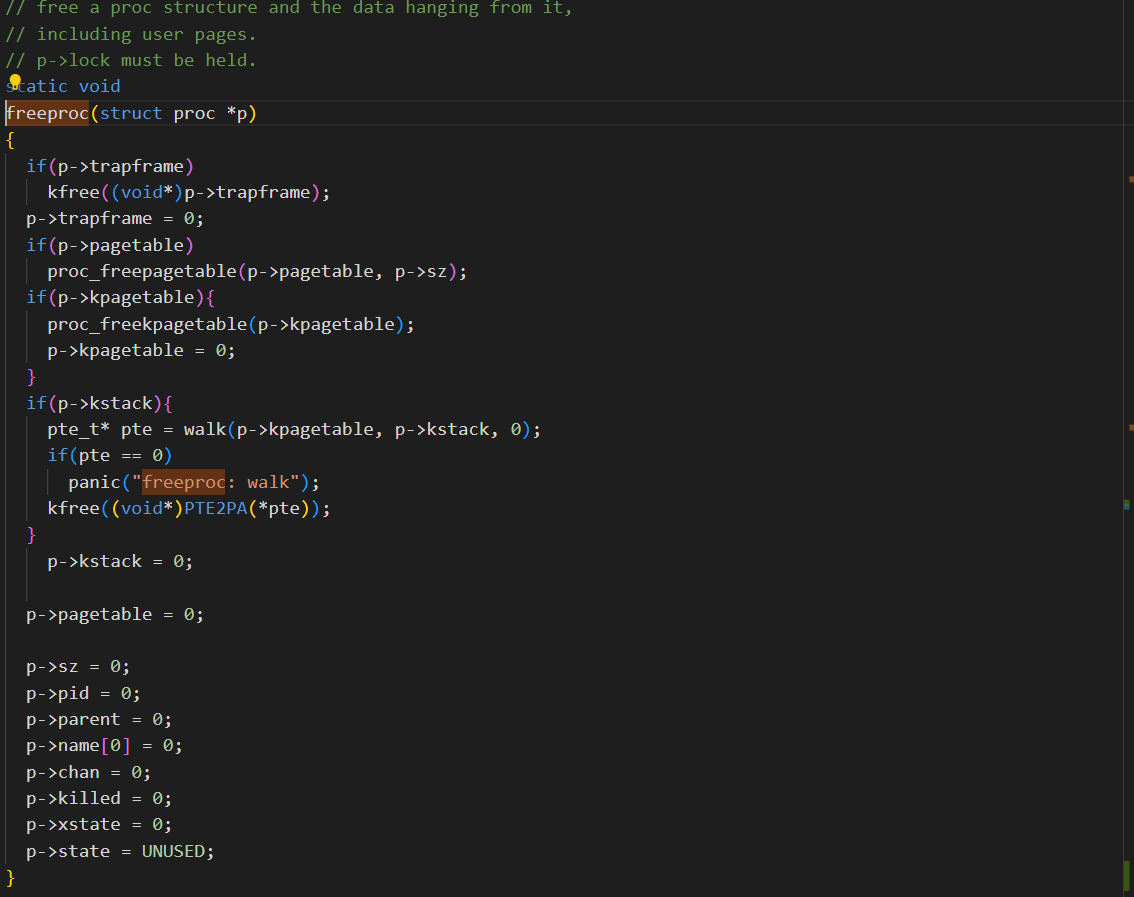 // free a proc structure and the data hanging from it,
// including user pages.
// p->lock must be held.
static void
freeproc(struct proc *p)
{
  if(p->trapframe)
    kfree((void*)p->trapframe);
  p->trapframe = 0;
  if(p->pagetable)
    proc_freepagetable(p->pagetable, p->sz);
  if(p->kpagetable){
    proc_freekpagetable(p->kpagetable);
    p->kpagetable = 0;
  }
  if(p->kstack){
    pte_t* pte = walk(p->kpagetable, p->kstack, 0);
    if(pte == 0)
      panic("freeproc: walk");
    kfree((void*)PTE2PA(*pte));
  }
    p->kstack = 0;
  p->pagetable = 0;
  p->sz = 0;
  p->pid = 0;
  p->parent = 0;
  p->name[0] = 0;
  p->chan = 0;
  p->killed = 0;
  p->xstate = 0;
  p->state = UNUSED;
}